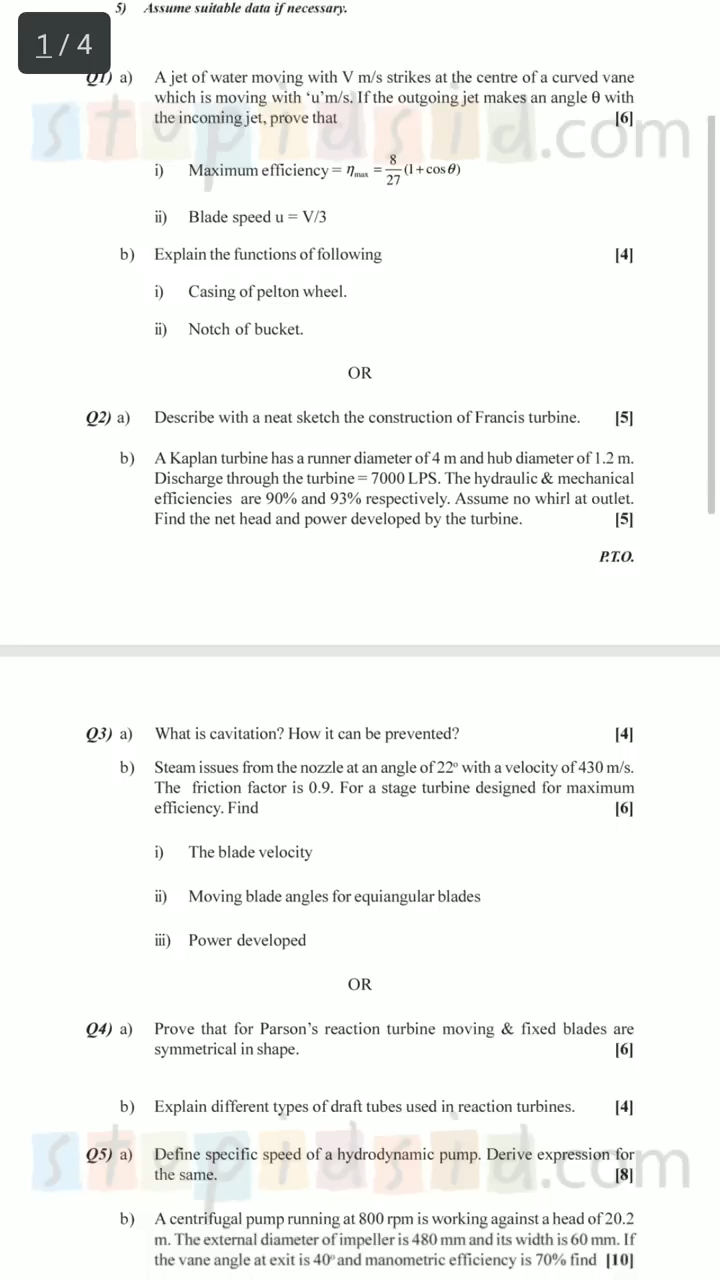 5) Assume suitable data if necessary.
1 / 4
Q1) a) A jet of water moving with V m/s strikes at the centre of a curved vane
which is moving with ‘u’m/s. If the outgoing jet makes an angle θ with
the incoming jet, prove that [6]
stupidsid.com
i) Maximum efficiency = η_max = 8/27 (1+cosθ)
ii) Blade speed u = V/3
b) Explain the functions of following [4]
i) Casing of pelton wheel.
ii) Notch of bucket.
OR
Q2) a) Describe with a neat sketch the construction of Francis turbine. [5]
b) A Kaplan turbine has a runner diameter of 4 m and hub diameter of 1.2 m.
Discharge through the turbine = 7000 LPS. The hydraulic & mechanical
efficiencies are 90% and 93% respectively. Assume no whirl at outlet.
Find the net head and power developed by the turbine. [5]
P.T.O.
Q3) a) What is cavitation? How it can be prevented? [4]
b) Steam issues from the nozzle at an angle of 22º with a velocity of 430 m/s.
The friction factor is 0.9. For a stage turbine designed for maximum
efficiency. Find [6]
i) The blade velocity
ii) Moving blade angles for equiangular blades
iii) Power developed
OR
Q4) a) Prove that for Parson’s reaction turbine moving & fixed blades are
symmetrical in shape. [6]
b) Explain different types of draft tubes used in reaction turbines. [4]
stupidsid.com
Q5) a) Define specific speed of a hydrodynamic pump. Derive expression for
the same. [8]
b) A centrifugal pump running at 800 rpm is working against a head of 20.2
m. The external diameter of impeller is 480 mm and its width is 60 mm. If
the vane angle at exit is 40º and manometric efficiency is 70% find [10]